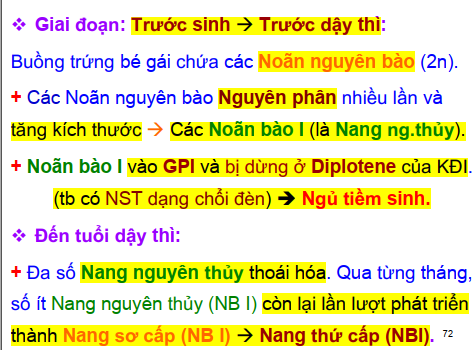 ❖ Giai đoạn: Trước sinh → Trước dậy thì:
Buồng trứng bé gái chứa các Noãn nguyên bào (2n).
+ Các Noãn nguyên bào Nguyên phân nhiều lần và
tăng kích thước → Các Noãn bào I (là Nang ng.thủy).
+ Noãn bào I vào GPI và bị dừng ở Diplotene của KĐI.
(tb có NST dạng chổi đèn) → Ngủ tiềm sinh.
❖ Đến tuổi dậy thì:
+ Đa số Nang nguyên thủy thoái hóa. Qua từng tháng,
số ít Nang nguyên thủy (NB I) còn lại lần lượt phát triển
thành Nang sơ cấp (NB I) → Nang thứ cấp (NBI). 72